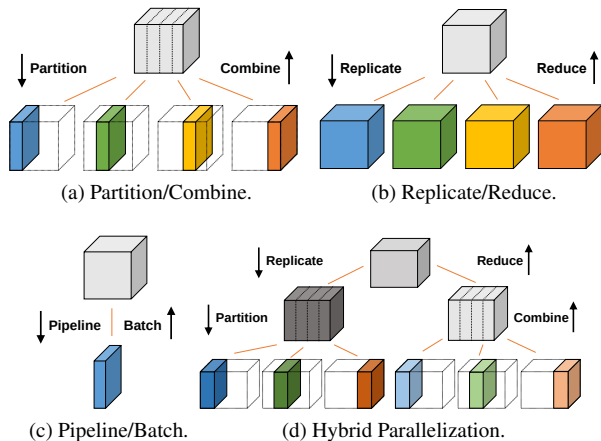 Partition
Combine
(a) Partition/Combine.
Replicate
Reduce
(b) Replicate/Reduce.
Pipeline
Batch
(c) Pipeline/Batch.
Replicate
Reduce
Partition
Combine
(d) Hybrid Parallelization.